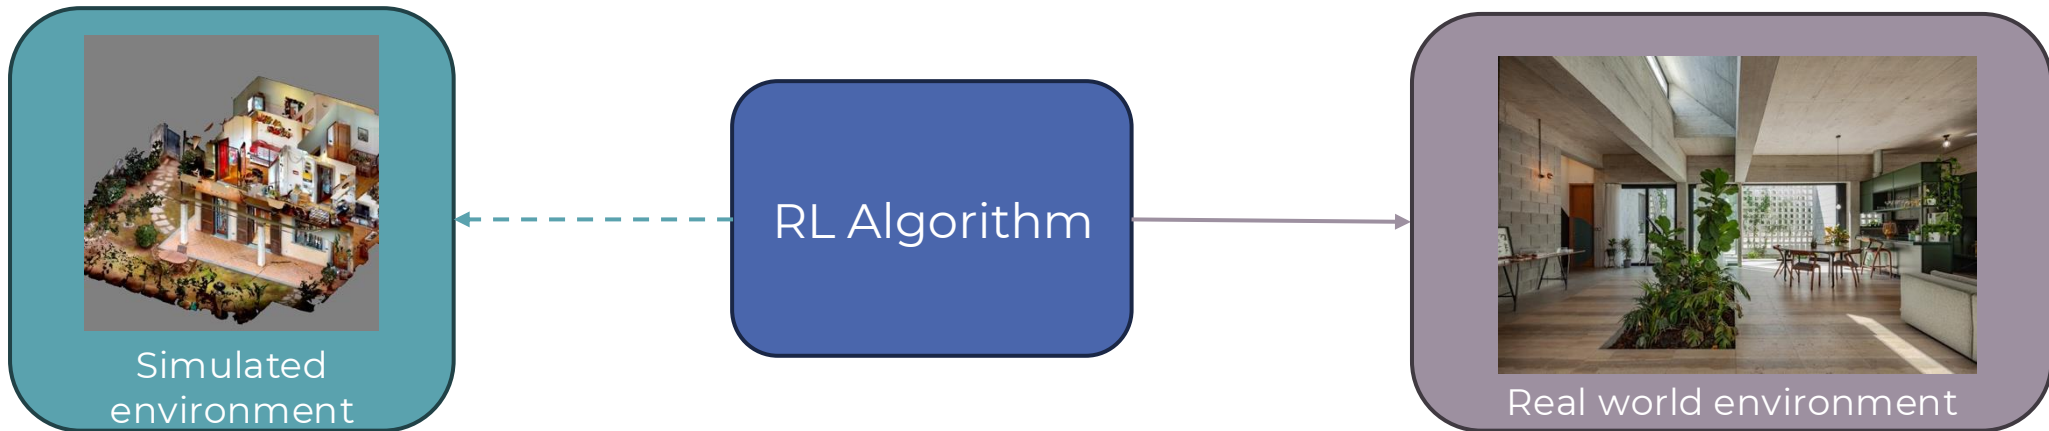 Simulated
environment
RL Algorithm
Real world environment